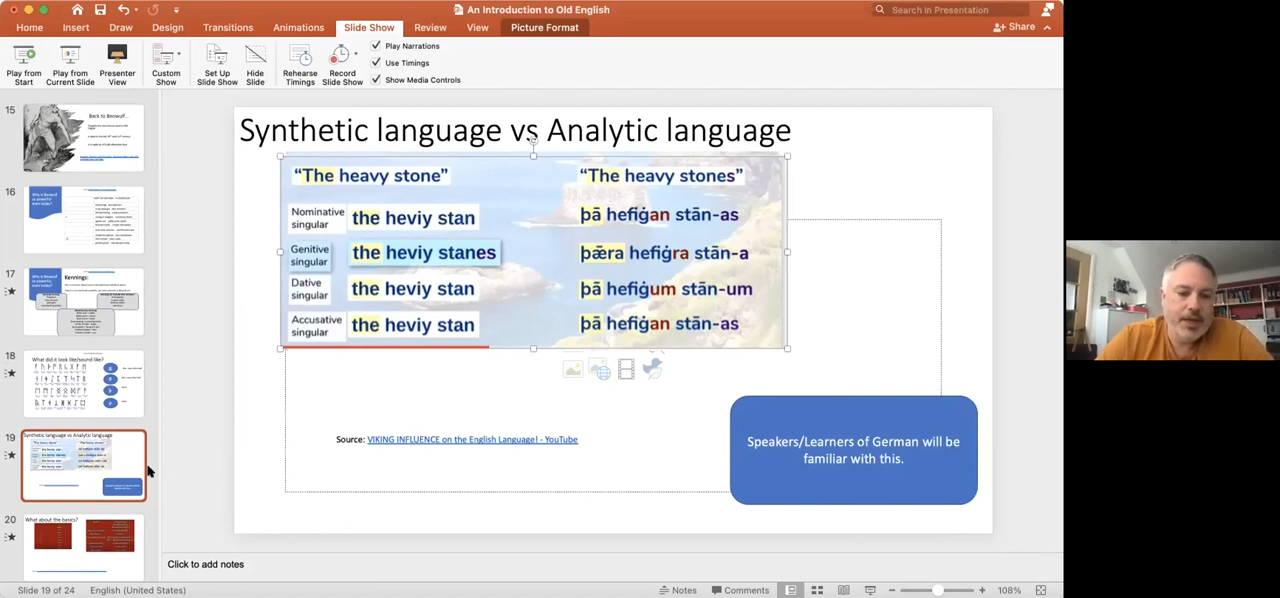 An Introduction to Old English
Search in Presentation
Home Insert Draw Design Transitions Animations Slide Show Review View Picture Format
Share
Play from Start
Play from Current Slide
Presenter View
Custom Show
Set Up Slide Show
Hide Slide
Rehearse Timings
Record Slide Show
Play Narrations
Use Timings
Show Media Controls
15
Back to Beowulf...
16
17
Kennings:
18
What did it look like/sound like?
19
Synthetic language vs Analytic language
20
What about the basics?
Synthetic language vs Analytic language
“The heavy stone” “The heavy stones”
Nominative singular the heviy stan þā hefiġan stān-as
Genitive singular the heviy stanes þǣra hefiġra stān-a
Dative singular the heviy stan þā hefiġum stān-um
Accusative singular the heviy stan þā hefiġan stān-as
Source: VIKING INFLUENCE on the English Language! - YouTube
Speakers/Learners of German will be
familiar with this.
Click to add notes
Slide 19 of 24 English (United States) Notes Comments 108%